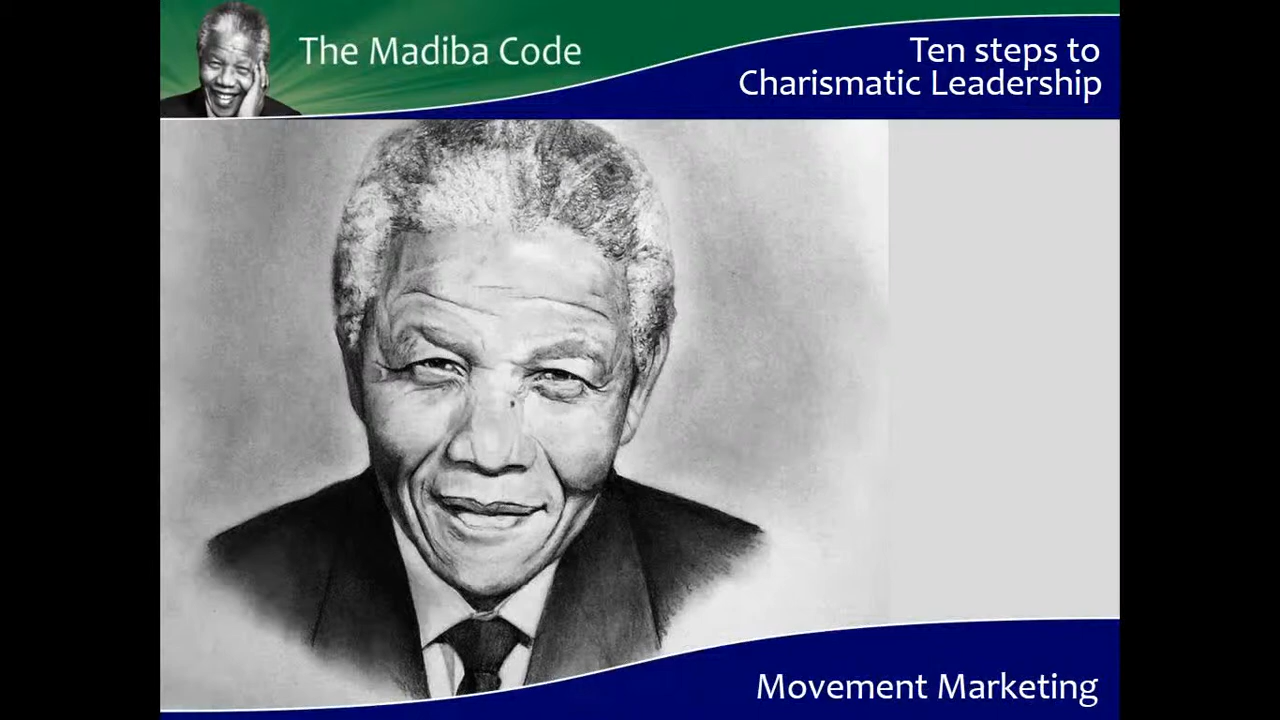 The Madiba Code
Ten steps to
Charismatic Leadership
Movement Marketing